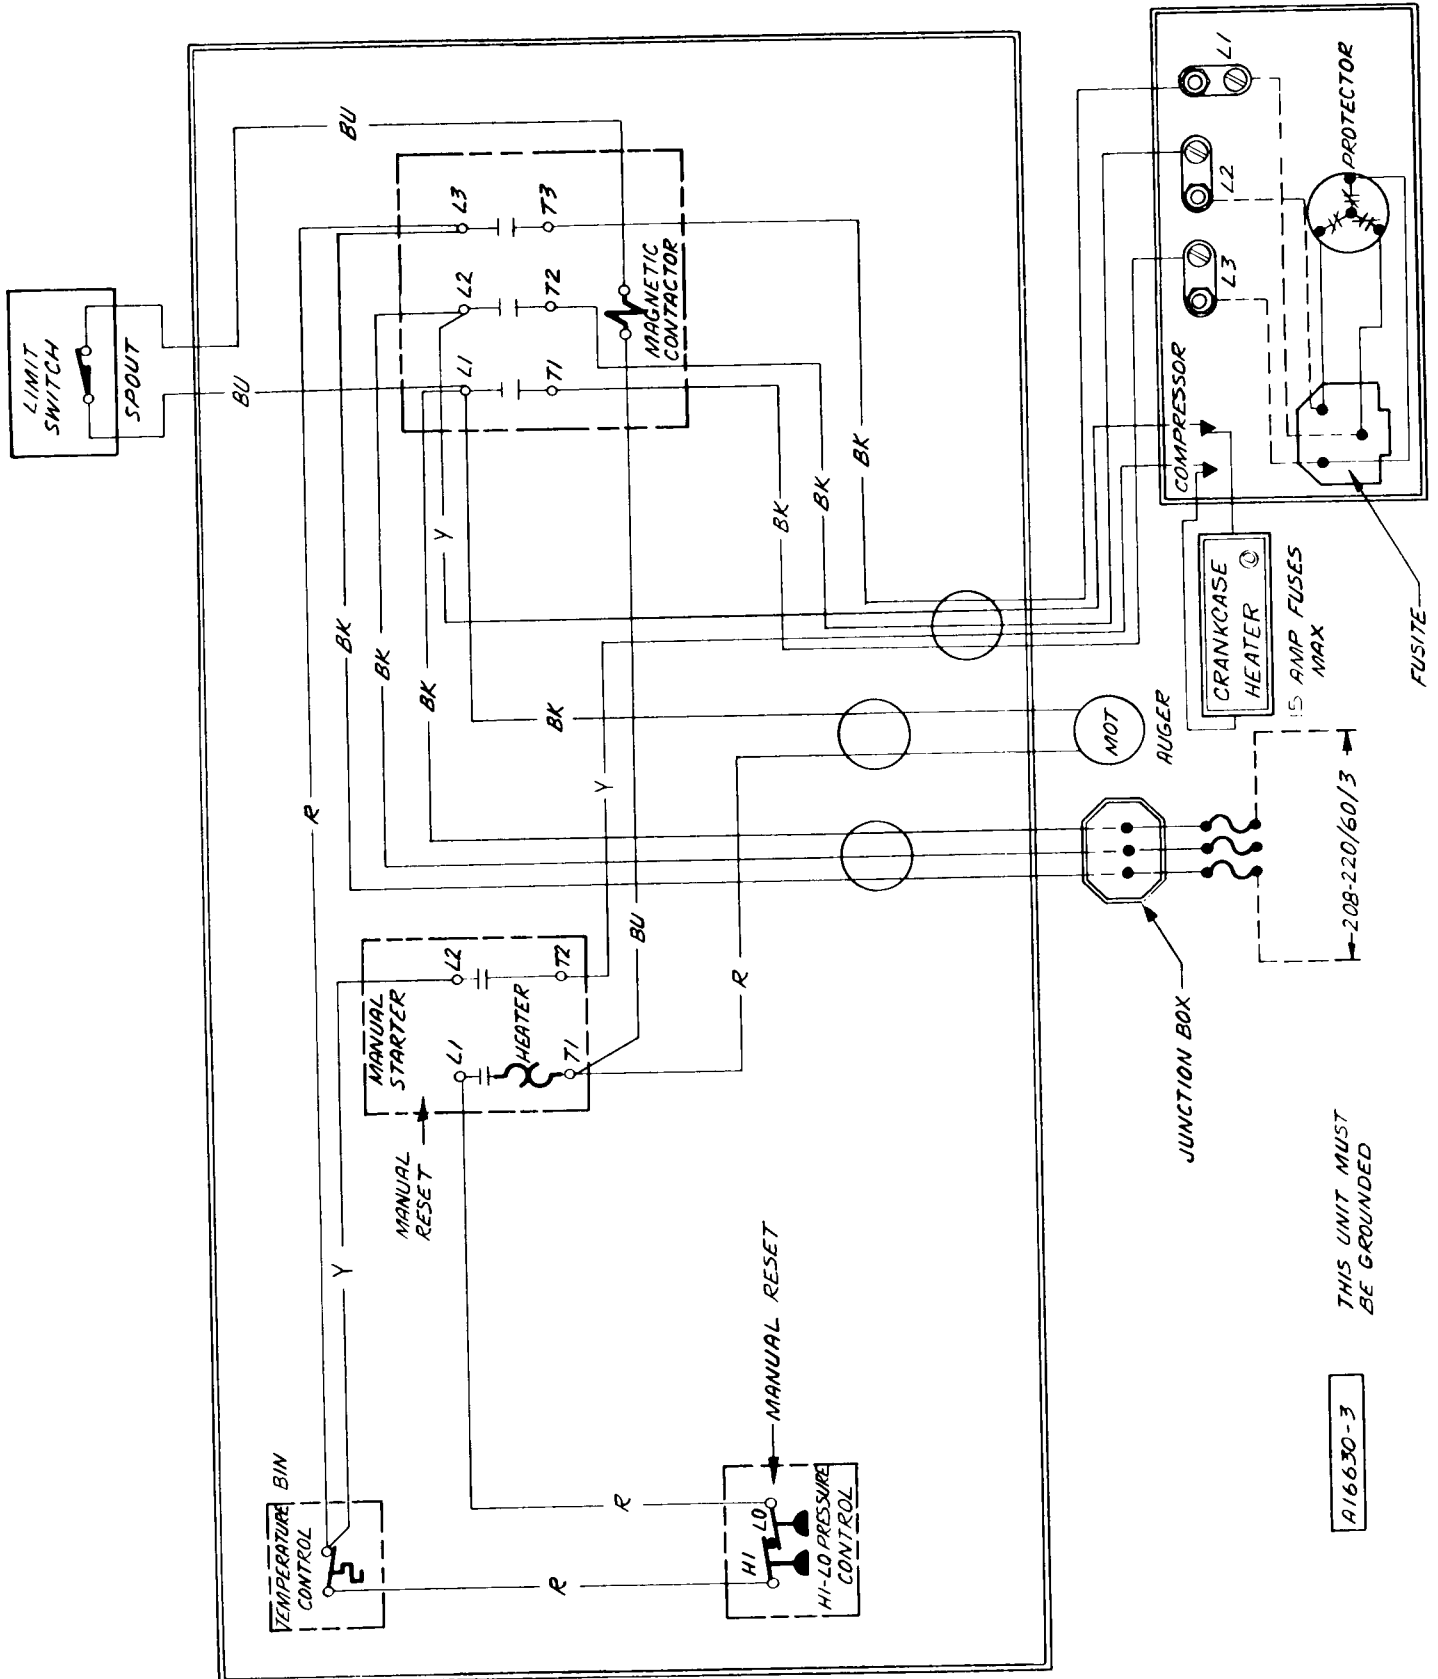 LIMIT
SWITCH
SPOUT
BU
BU
L3
T3
L2
T2
L1
T1
MAGNETIC
CONTACTOR
R
BK
BK
BK
Y
BK
BK
BK
BK
Y
BU
R
MANUAL
STARTER
L2
T2
L1
HEATER
T1
MANUAL
RESET
Y
TEMPERATURE
CONTROL
BIN
R
R
HI
LO
HI-LO PRESSURE
CONTROL
MANUAL RESET
L1
L2
L3
PROTECTOR
COMPRESSOR
FUSITE
CRANKCASE
HEATER
15 AMP FUSES
MAX
MOT
AUGER
208-220/60/3
JUNCTION BOX
THIS UNIT MUST
BE GROUNDED
A16630-3